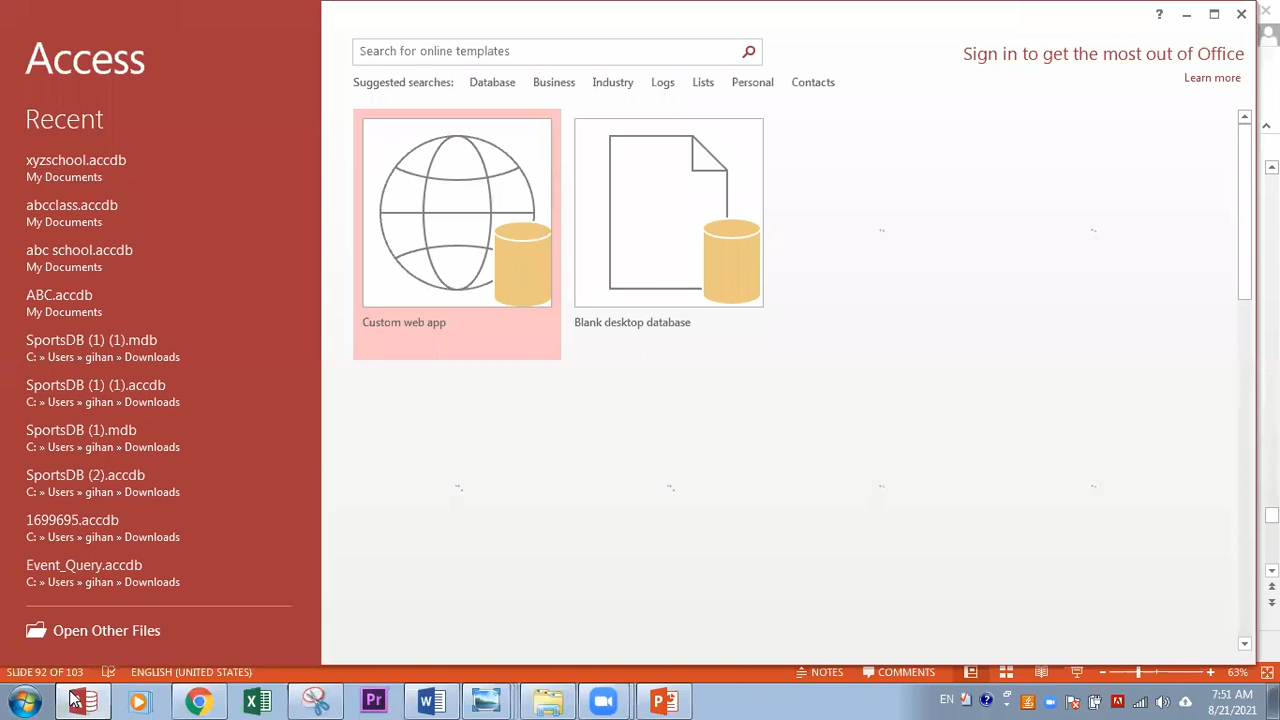 Access
Recent
xyzschool.accdb
My Documents
abcclass.accdb
My Documents
abc school.accdb
My Documents
ABC.accdb
My Documents
SportsDB (1) (1).mdb
C: » Users » gihan » Downloads
SportsDB (1) (1).accdb
C: » Users » gihan » Downloads
SportsDB (1).mdb
C: » Users » gihan » Downloads
SportsDB (2).accdb
C: » Users » gihan » Downloads
1699695.accdb
C: » Users » gihan » Downloads
Event_Query.accdb
C: » Users » gihan » Downloads
Open Other Files
?
Search for online templates
Sign in to get the most out of Office
Learn more
Suggested searches: Database Business Industry Logs Lists Personal Contacts
Custom web app
Blank desktop database
SLIDE 92 OF 103 ENGLISH (UNITED STATES) NOTES COMMENTS 63%
Pr
EN
7:51 AM
8/21/2021